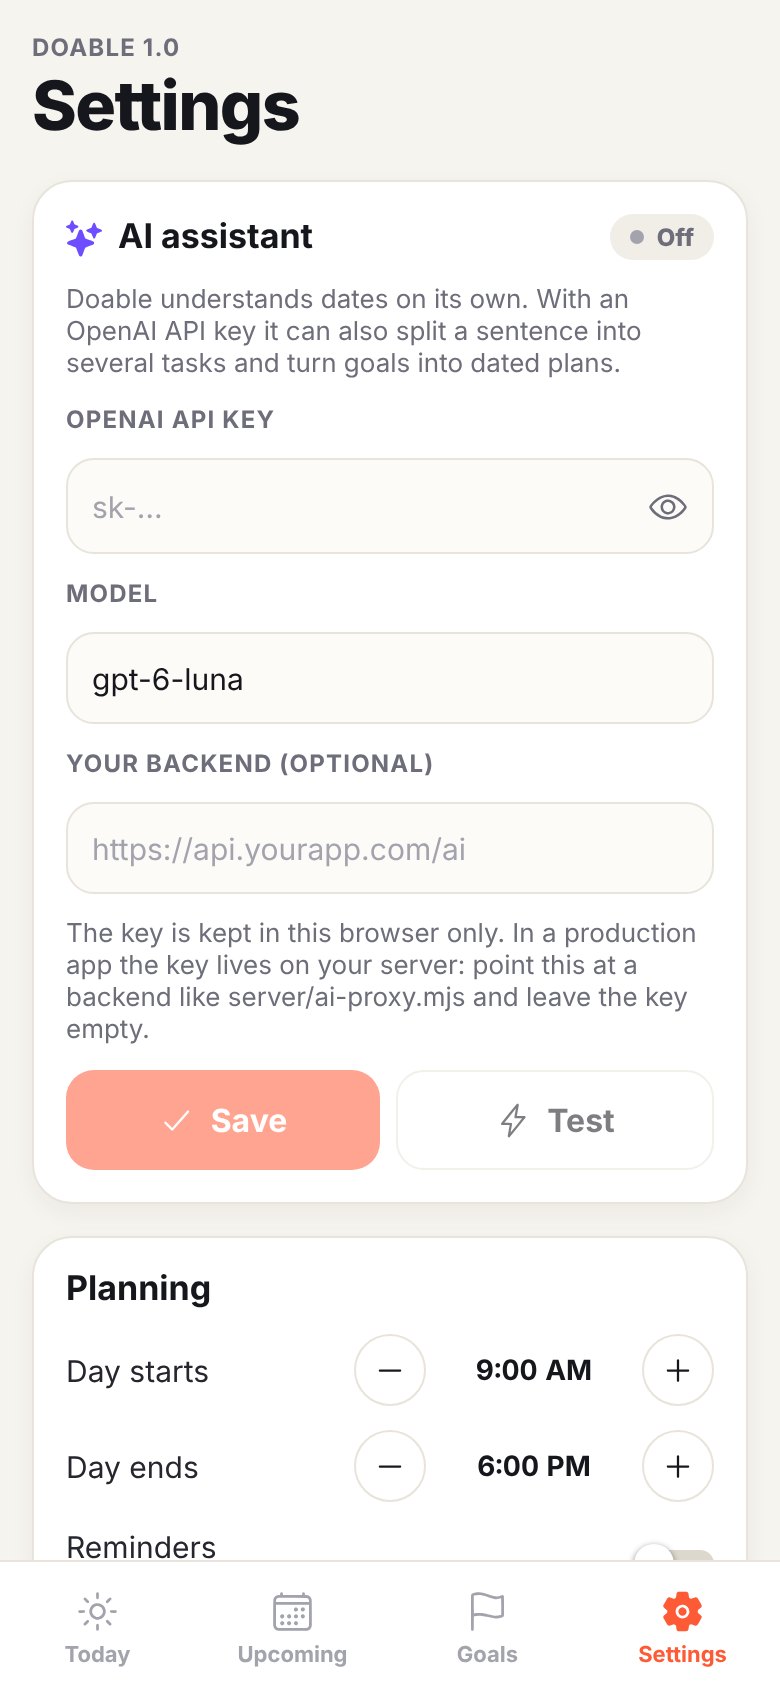 DOABLE 1.0
Settings
AI assistant
Off
Doable understands dates on its own. With an
OpenAI API key it can also split a sentence into
several tasks and turn goals into dated plans.
OPENAI API KEY
sk-...
MODEL
gpt-6-luna
YOUR BACKEND (OPTIONAL)
https://api.yourapp.com/ai
The key is kept in this browser only. In a production
app the key lives on your server: point this at a
backend like server/ai-proxy.mjs and leave the key
empty.
Save
Test
Planning
Day starts
9:00 AM
Day ends
6:00 PM
Reminders
Today
Upcoming
Goals
Settings